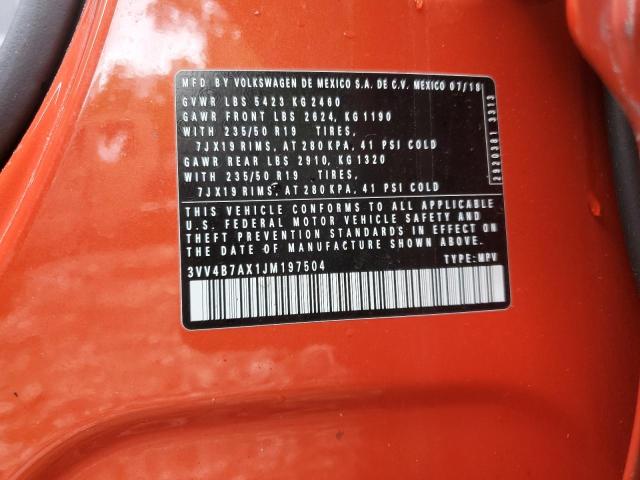 MFD BY VOLKSWAGEN DE MEXICO S.A. DE C.V. MEXICO 07/18
GVWR LBS 5423 KG 2460
GAWR FRONT LBS 2624, KG 1190
WITH 235/50 R19 TIRES,
7JX19 RIMS, AT 280 KPA, 41 PSI COLD
GAWR REAR LBS 2910, KG 1320
WITH 235/50 R19 TIRES,
7JX19 RIMS, AT 280 KPA, 41 PSI COLD
THIS VEHICLE CONFORMS TO ALL APPLICABLE
U.S. FEDERAL MOTOR VEHICLE SAFETY AND
THEFT PREVENTION STANDARDS IN EFFECT ON
THE DATE OF MANUFACTURE SHOWN ABOVE.
3VV4B7AX1JM197504 TYPE: MPV
2920381 3313